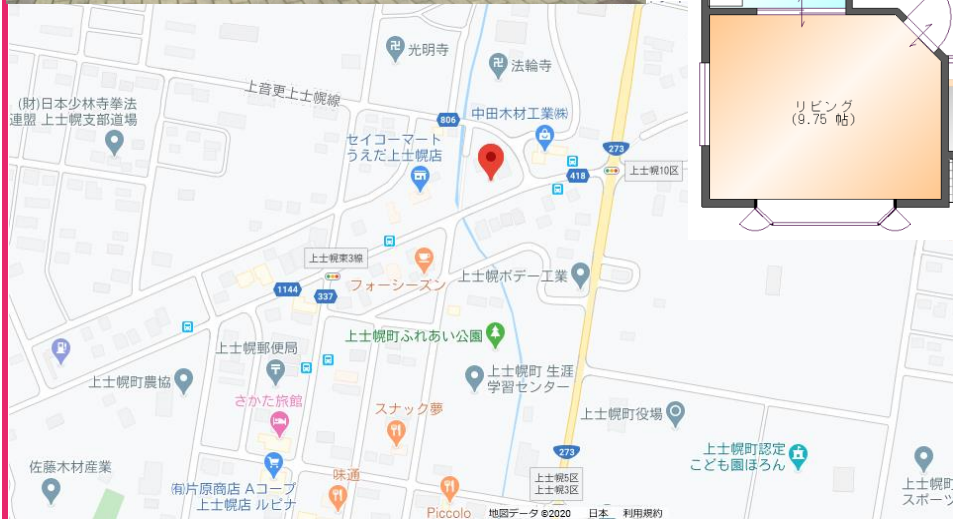 光明寺
法輪寺
上音更上士幌線
(財)日本少林寺拳法
連盟 上士幌支部道場
806
中田木材工業㈱
セイコーマート
うえだ上士幌店
273
418
上士幌10区
リビング
(9.75 帖)
上士幌東3線
フォーシーズン
上士幌ボデー工業
1144
337
上士幌町ふれあい公園
上士幌郵便局
上士幌町農協
上士幌町 生涯
学習センター
さかた旅館
スナック夢
上士幌町役場
273
上士幌町認定
こども園ほろん
佐藤木材産業
㈲片原商店 Aコープ
上士幌店 ルピナ
味通
上士幌5区
上士幌3区
上士幌町
スポーツ
Piccolo
地図データ ©2020 日本 利用規約